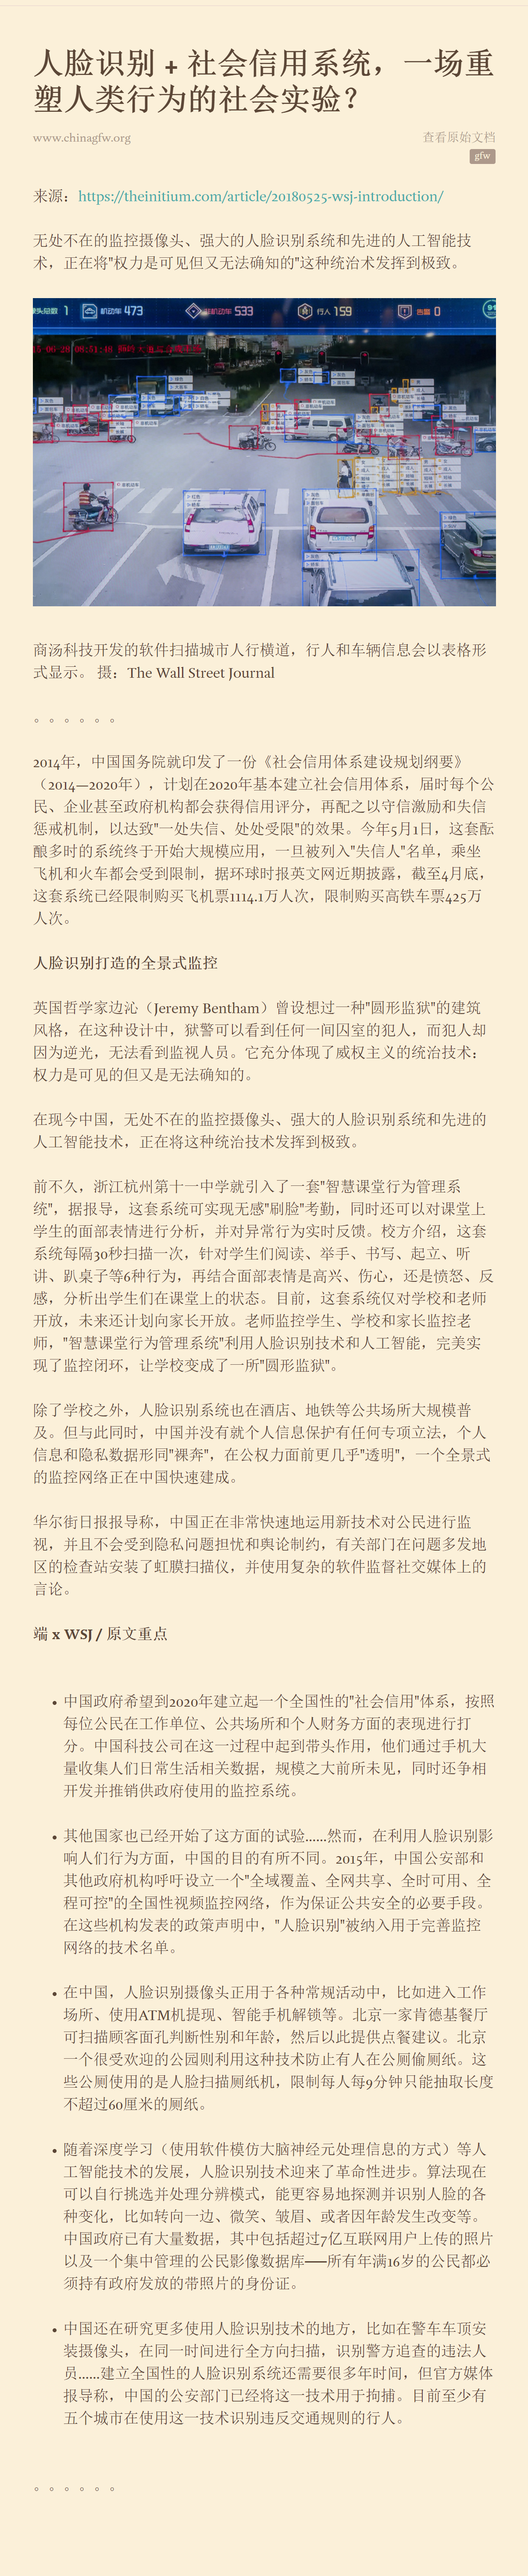 人脸识别 + 社会信用系统，一场重
塑人类行为的社会实验？
www.chinagfw.org
查看原始文档
gfw
来源：https://theinitium.com/article/20180525-wsj-introduction/
无处不在的监控摄像头、强大的人脸识别系统和先进的人工智能技
术，正在将"权力是可见但又无法确知的"这种统治术发挥到极致。
头总数 1
机动车 473
非机动车 533
行人 159
告警 0
商汤科技开发的软件扫描城市人行横道，行人和车辆信息会以表格形
式显示。 摄：The Wall Street Journal
。。。。。。
2014年，中国国务院就印发了一份《社会信用体系建设规划纲要》
（2014—2020年），计划在2020年基本建立社会信用体系，届时每个公
民、企业甚至政府机构都会获得信用评分，再配之以守信激励和失信
惩戒机制，以达致"一处失信、处处受限"的效果。今年5月1日，这套酝
酿多时的系统终于开始大规模应用，一旦被列入"失信人"名单，乘坐
飞机和火车都会受到限制，据环球时报英文网近期披露，截至4月底，
这套系统已经限制购买飞机票1114.1万人次，限制购买高铁车票425万
人次。
人脸识别打造的全景式监控
英国哲学家边沁（Jeremy Bentham）曾设想过一种"圆形监狱"的建筑
风格，在这种设计中，狱警可以看到任何一间囚室的犯人，而犯人却
因为逆光，无法看到监视人员。它充分体现了威权主义的统治技术：
权力是可见的但又是无法确知的。
在现今中国，无处不在的监控摄像头、强大的人脸识别系统和先进的
人工智能技术，正在将这种统治技术发挥到极致。
前不久，浙江杭州第十一中学就引入了一套"智慧课堂行为管理系
统"，据报导，这套系统可实现无感"刷脸"考勤，同时还可以对课堂上
学生的面部表情进行分析，并对异常行为实时反馈。校方介绍，这套
系统每隔30秒扫描一次，针对学生们阅读、举手、书写、起立、听
讲、趴桌子等6种行为，再结合面部表情是高兴、伤心，还是愤怒、反
感，分析出学生们在课堂上的状态。目前，这套系统仅对学校和老师
开放，未来还计划向家长开放。老师监控学生、学校和家长监控老
师，"智慧课堂行为管理系统"利用人脸识别技术和人工智能，完美实
现了监控闭环，让学校变成了一所"圆形监狱"。
除了学校之外，人脸识别系统也在酒店、地铁等公共场所大规模普
及。但与此同时，中国并没有就个人信息保护有任何专项立法，个人
信息和隐私数据形同"裸奔"，在公权力面前更几乎"透明"，一个全景式
的监控网络正在中国快速建成。
华尔街日报报导称，中国正在非常快速地运用新技术对公民进行监
视，并且不会受到隐私问题担忧和舆论制约，有关部门在问题多发地
区的检查站安装了虹膜扫描仪，并使用复杂的软件监督社交媒体上的
言论。
端 x WSJ / 原文重点
• 中国政府希望到2020年建立起一个全国性的"社会信用"体系，按照
每位公民在工作单位、公共场所和个人财务方面的表现进行打
分。中国科技公司在这一过程中起到带头作用，他们通过手机大
量收集人们日常生活相关数据，规模之大前所未见，同时还争相
开发并推销供政府使用的监控系统。
• 其他国家也已经开始了这方面的试验......然而，在利用人脸识别影
响人们行为方面，中国的目的有所不同。2015年，中国公安部和
其他政府机构呼吁设立一个"全域覆盖、全网共享、全时可用、全
程可控"的全国性视频监控网络，作为保证公共安全的必要手段。
在这些机构发表的政策声明中，"人脸识别"被纳入用于完善监控
网络的技术名单。
• 在中国，人脸识别摄像头正用于各种常规活动中，比如进入工作
场所、使用ATM机提现、智能手机解锁等。北京一家肯德基餐厅
可扫描顾客面孔判断性别和年龄，然后以此提供点餐建议。北京
一个很受欢迎的公园则利用这种技术防止有人在公厕偷厕纸。这
些公厕使用的是人脸扫描厕纸机，限制每人每9分钟只能抽取长度
不超过60厘米的厕纸。
• 随着深度学习（使用软件模仿大脑神经元处理信息的方式）等人
工智能技术的发展，人脸识别技术迎来了革命性进步。算法现在
可以自行挑选并处理分辨模式，能更容易地探测并识别人脸的各
种变化，比如转向一边、微笑、皱眉、或者因年龄发生改变等。
中国政府已有大量数据，其中包括超过7亿互联网用户上传的照片
以及一个集中管理的公民影像数据库——所有年满16岁的公民都必
须持有政府发放的带照片的身份证。
• 中国还在研究更多使用人脸识别技术的地方，比如在警车车顶安
装摄像头，在同一时间进行全方向扫描，识别警方追查的违法人
员......建立全国性的人脸识别系统还需要很多年时间，但官方媒体
报导称，中国的公安部门已经将这一技术用于拘捕。目前至少有
五个城市在使用这一技术识别违反交通规则的行人。
。。。。。。